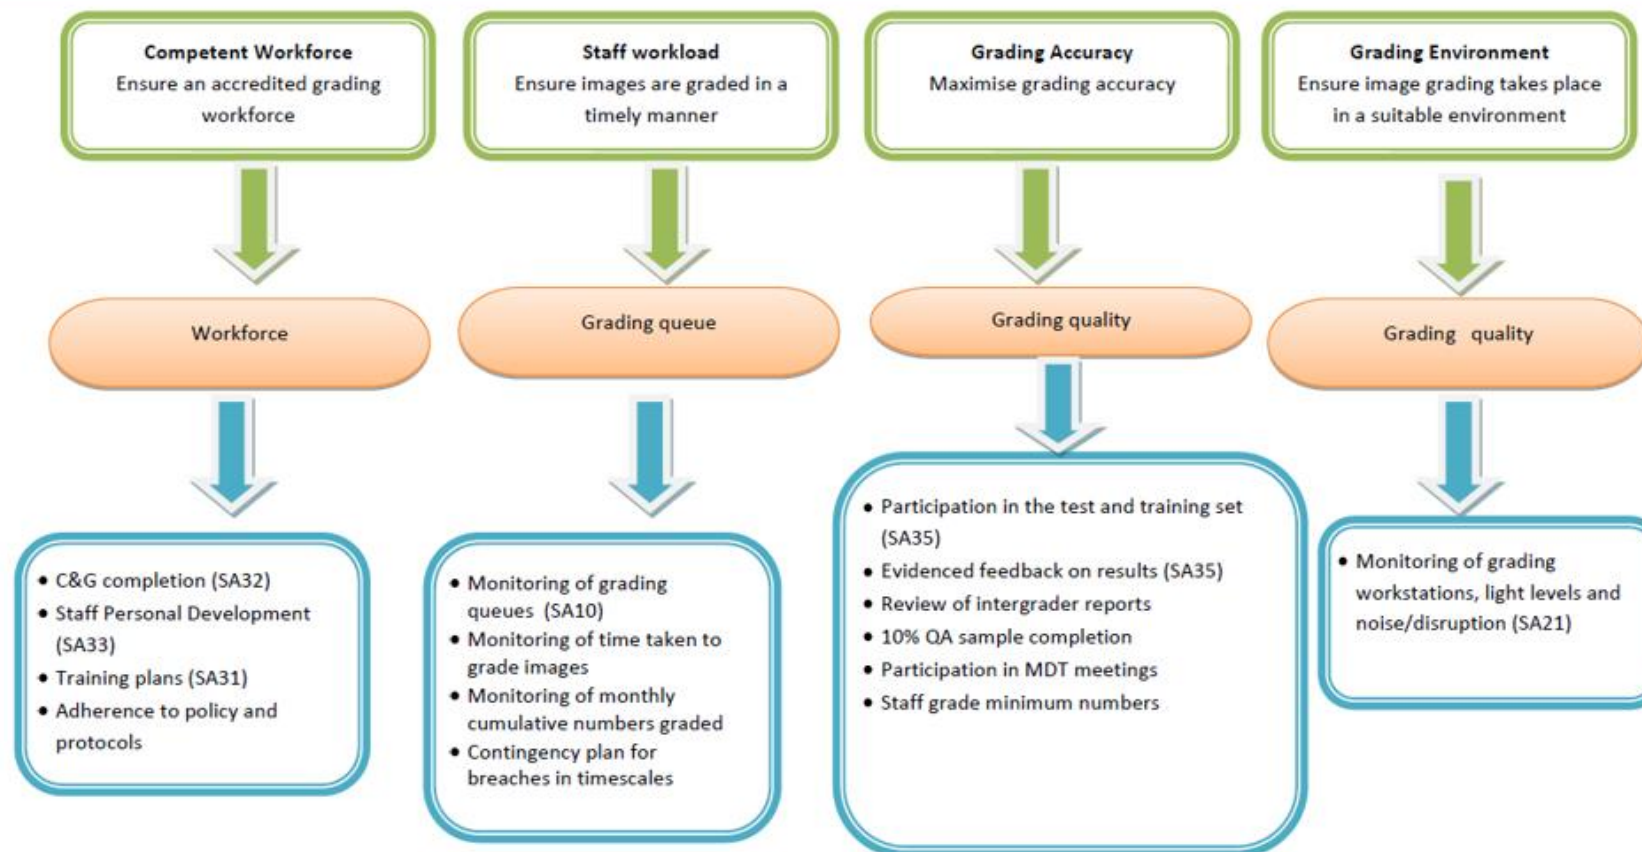 Competent Workforce
Ensure an accredited grading
workforce
Staff workload
Ensure images are graded in a
timely manner
Grading Accuracy
Maximise grading accuracy
Grading Environment
Ensure image grading takes place
in a suitable environment
Workforce
Grading queue
Grading quality
Grading quality
• C&G completion (SA32)
• Staff Personal Development
(SA33)
• Training plans (SA31)
• Adherence to policy and
protocols
• Monitoring of grading
queues (SA10)
• Monitoring of time taken to
grade images
• Monitoring of monthly
cumulative numbers graded
• Contingency plan for
breaches in timescales
• Participation in the test and training set
(SA35)
• Evidenced feedback on results (SA35)
• Review of intergrader reports
• 10% QA sample completion
• Participation in MDT meetings
• Staff grade minimum numbers
• Monitoring of grading
workstations, light levels and
noise/disruption (SA21)